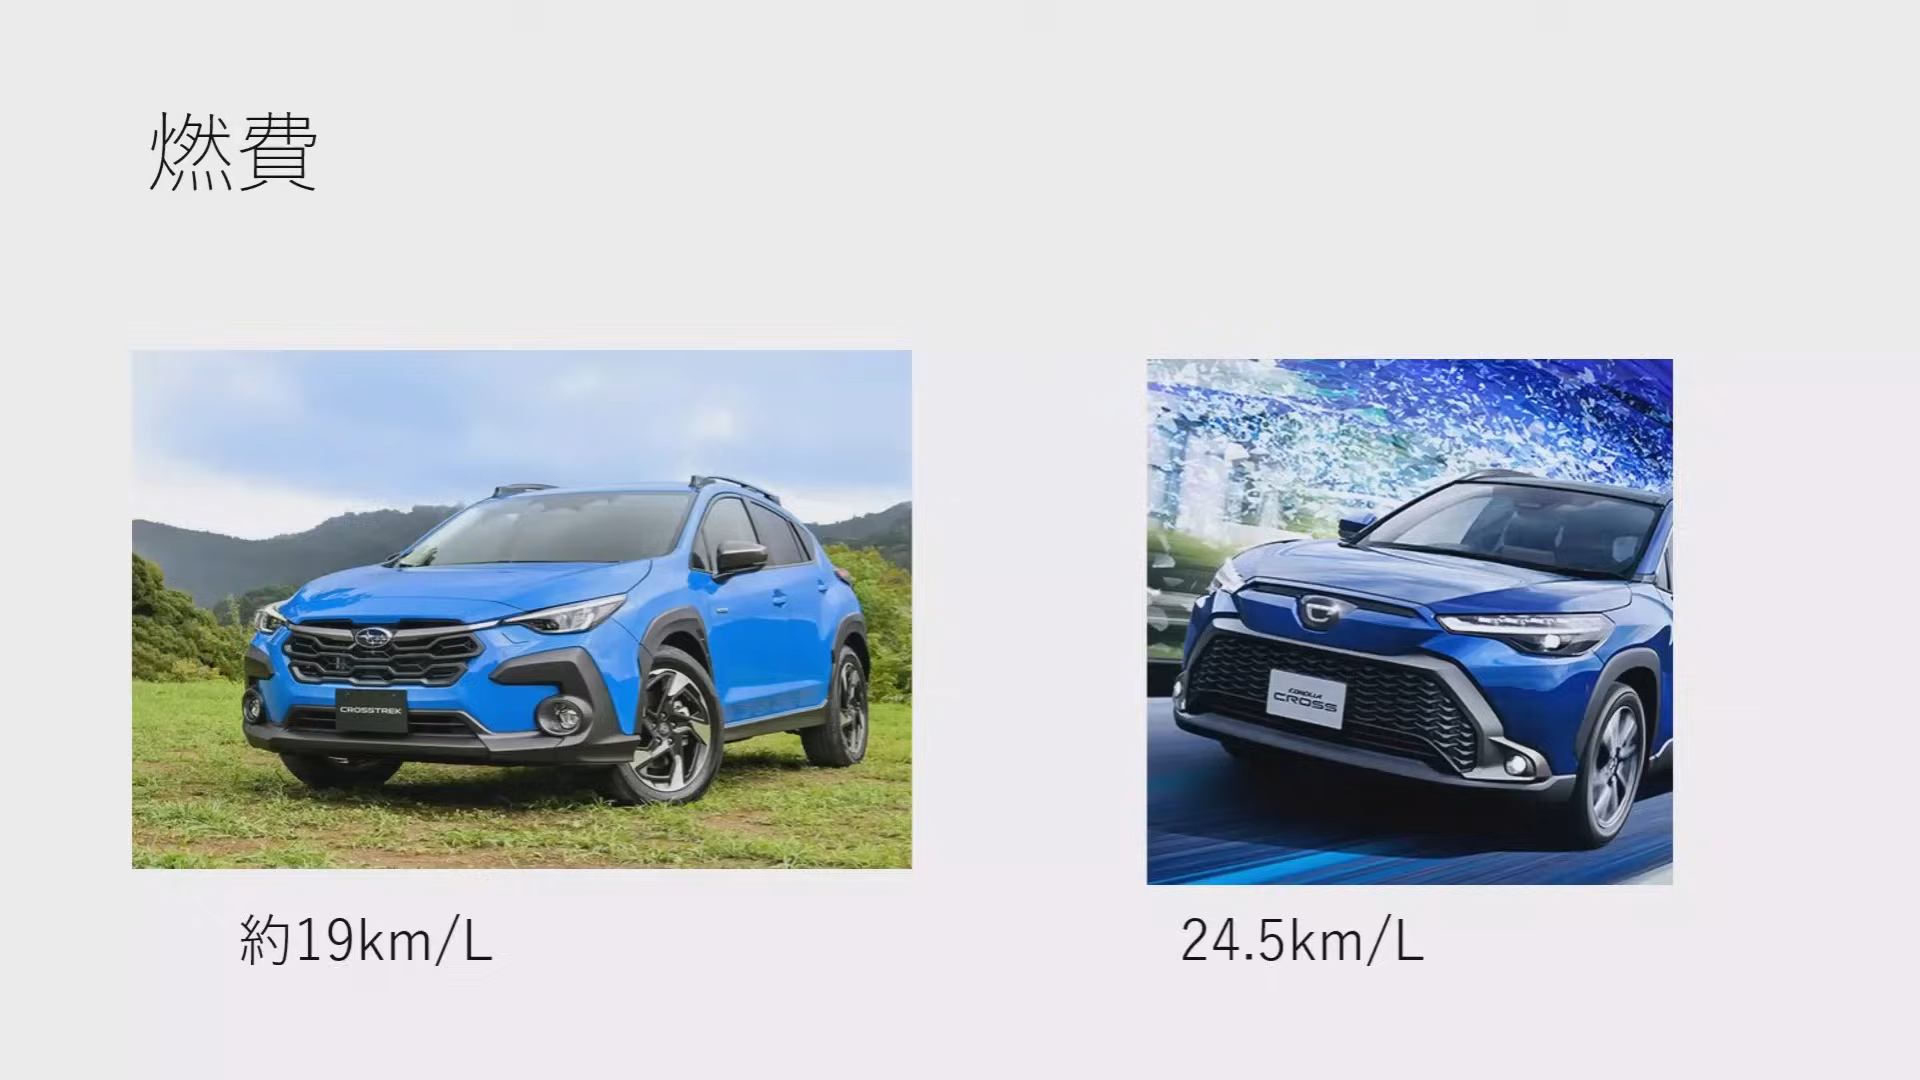 燃費
CROSSTREK
COROLLA
CROSS
約19km/L
24.5km/L